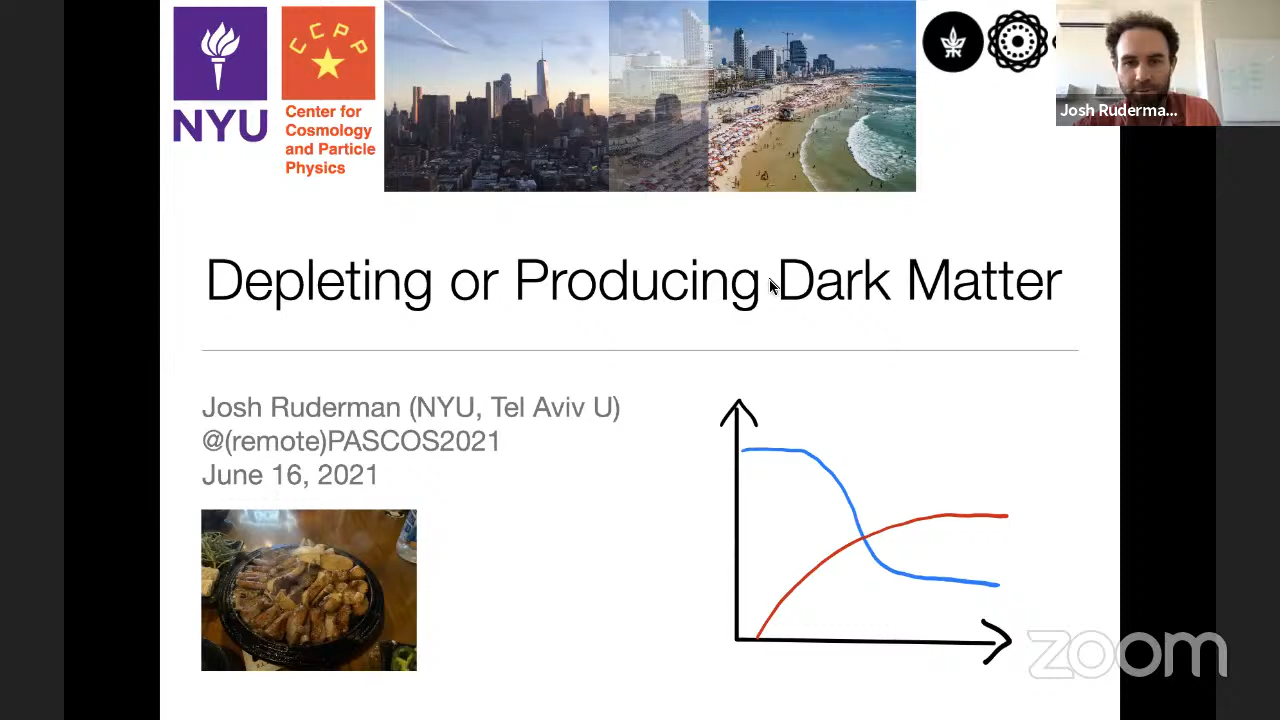 NYU
CCPP
Center for
Cosmology
and Particle
Physics
Josh Ruderma...
Depleting or Producing Dark Matter
Josh Ruderman (NYU, Tel Aviv U)
@(remote)PASCOS2021
June 16, 2021
zoom